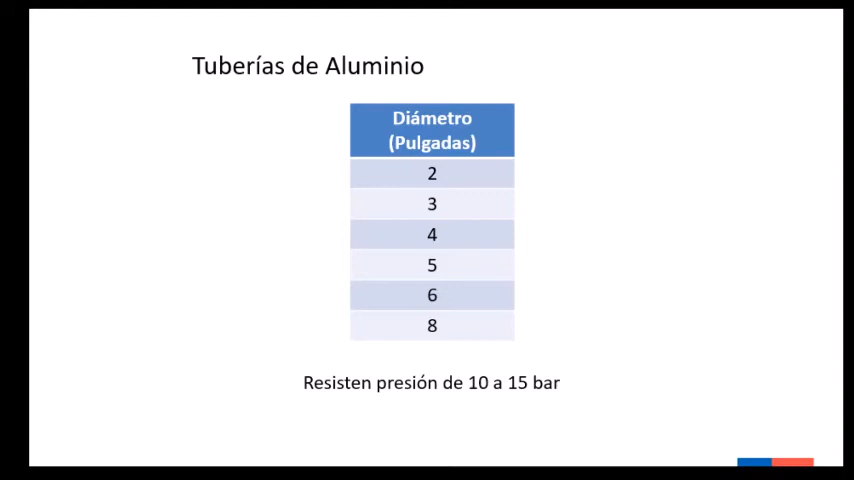 Tuberías de Aluminio
Diámetro
(Pulgadas)
2
3
4
5
6
8
Resisten presión de 10 a 15 bar